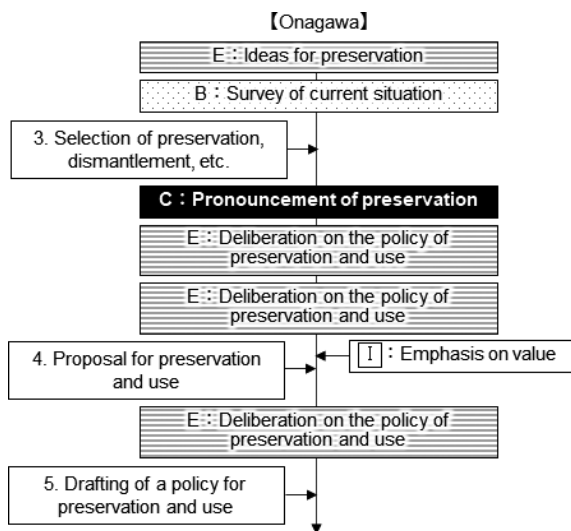 【Onagawa】
E：Ideas for preservation
B：Survey of current situation
3. Selection of preservation,
dismantlement, etc.
C：Pronouncement of preservation
E：Deliberation on the policy of
preservation and use
E：Deliberation on the policy of
preservation and use
I：Emphasis on value
4. Proposal for preservation
and use
E：Deliberation on the policy of
preservation and use
5. Drafting of a policy for
preservation and use